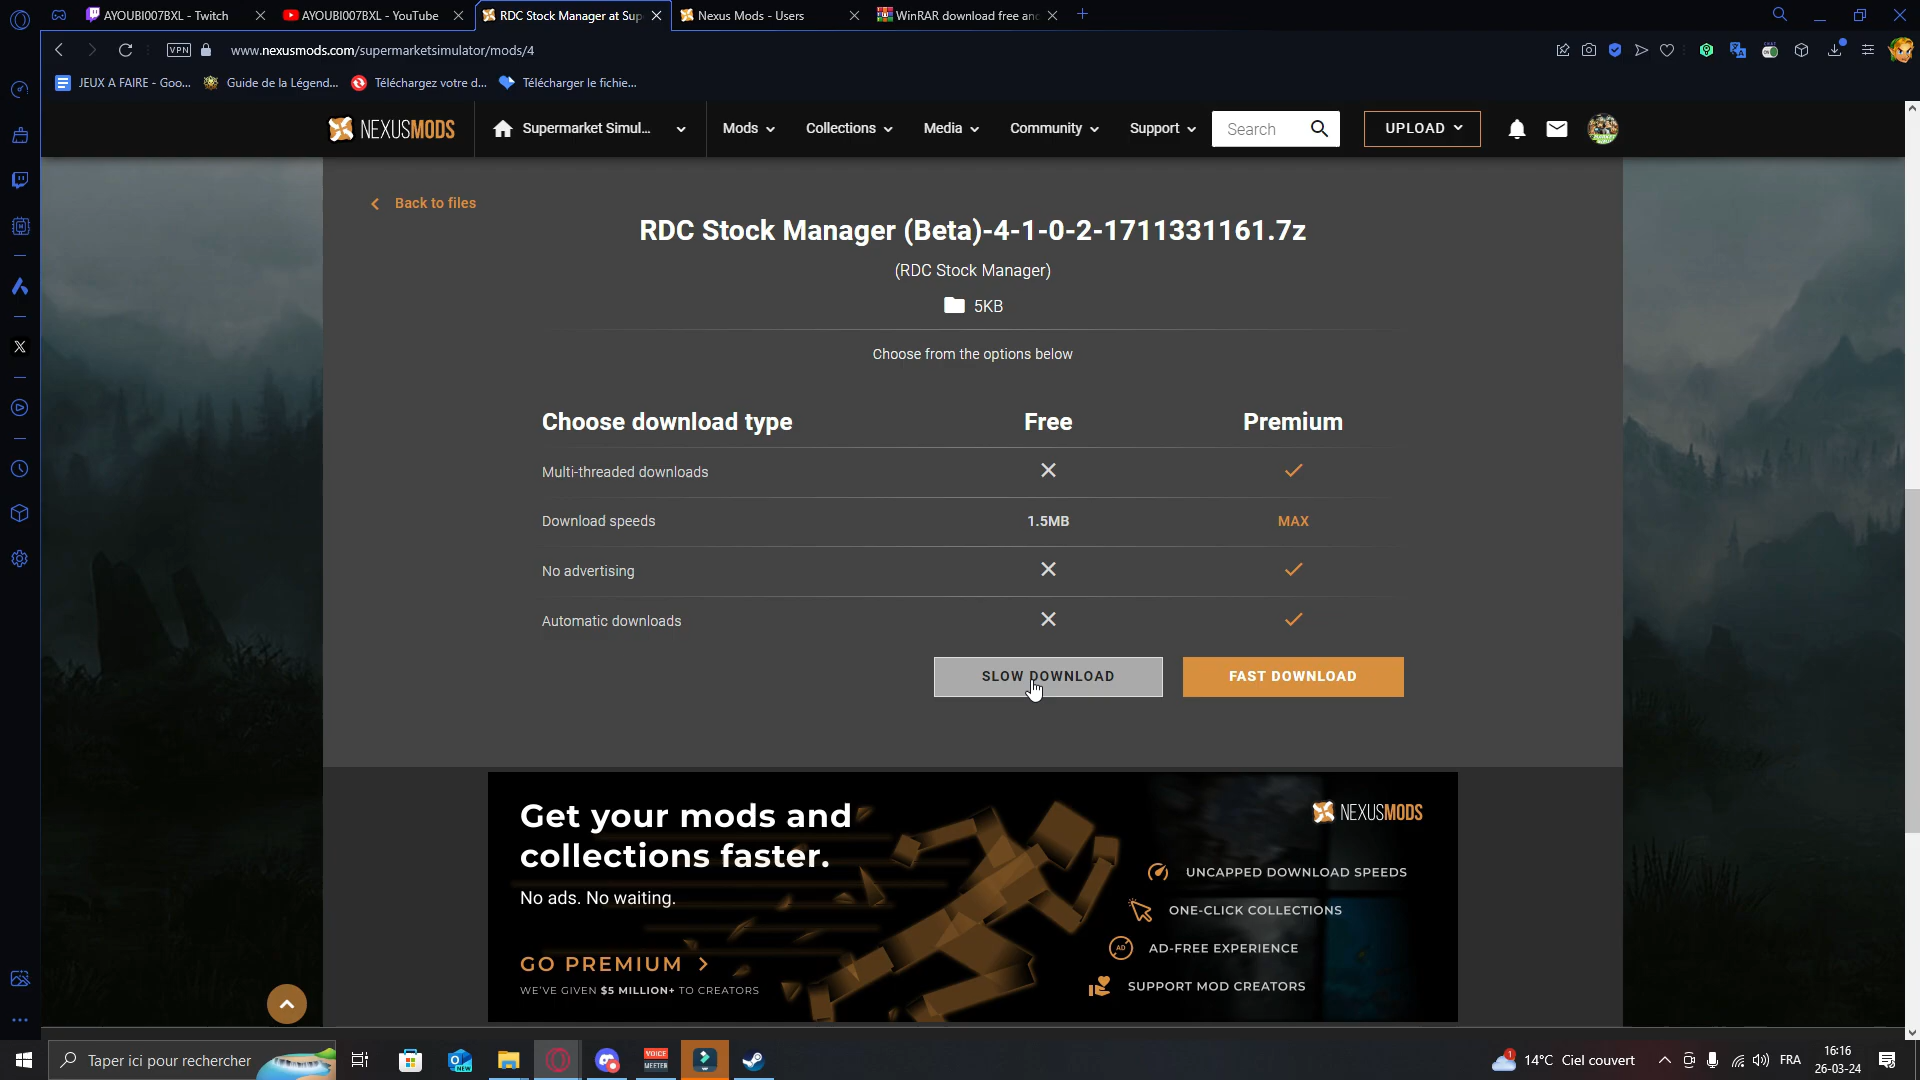 AYOUBI007BXL - Twitch
AYOUBI007BXL - YouTube
RDC Stock Manager at Sup
Nexus Mods - Users
WinRAR download free and
VPN
www.nexusmods.com/supermarketsimulator/mods/4
JEUX A FAIRE - Goo...
Guide de la Légend...
Téléchargez votre d...
Télécharger le fichie...
NEXUSMODS
Supermarket Simul...
Mods
Collections
Media
Community
Support
Search
UPLOAD
Back to files
RDC Stock Manager (Beta)-4-1-0-2-1711331161.7z
(RDC Stock Manager)
5KB
Choose from the options below
Choose download type Free Premium
Multi-threaded downloads
Download speeds 1.5MB MAX
No advertising
Automatic downloads
SLOW DOWNLOAD FAST DOWNLOAD
Get your mods and
collections faster.
No ads. No waiting.
GO PREMIUM
WE'VE GIVEN $5 MILLION+ TO CREATORS
NEXUSMODS
UNCAPPED DOWNLOAD SPEEDS
ONE-CLICK COLLECTIONS
AD
AD-FREE EXPERIENCE
SUPPORT MOD CREATORS
Taper ici pour rechercher
NEW
VOICE
MEETER
1
14°C Ciel couvert
FRA
16:16
26-03-24